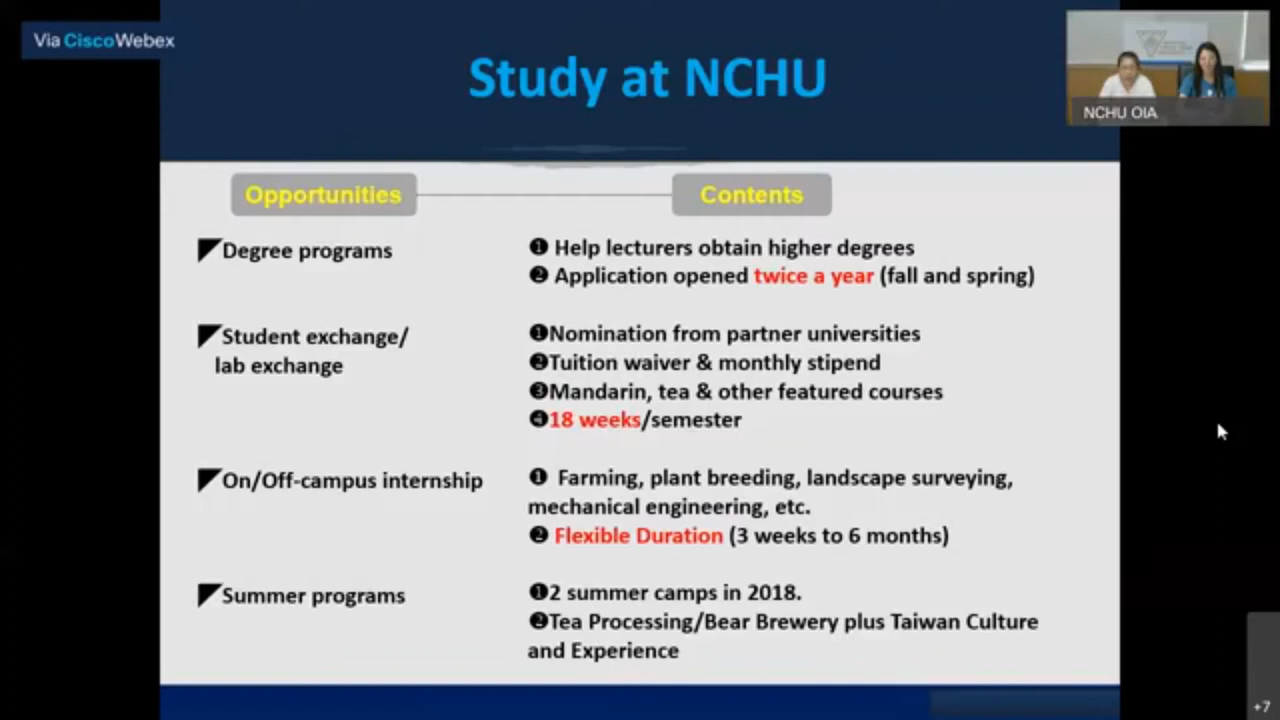 Via CiscoWebex
Study at NCHU
NCHU OIA
Opportunities
Contents
Degree programs
❶ Help lecturers obtain higher degrees
❷ Application opened twice a year (fall and spring)
Student exchange/
lab exchange
❶Nomination from partner universities
❷Tuition waiver & monthly stipend
❸Mandarin, tea & other featured courses
❹18 weeks/semester
On/Off-campus internship
❶ Farming, plant breeding, landscape surveying,
mechanical engineering, etc.
❷ Flexible Duration (3 weeks to 6 months)
Summer programs
❶2 summer camps in 2018.
❷Tea Processing/Bear Brewery plus Taiwan Culture
and Experience
+7